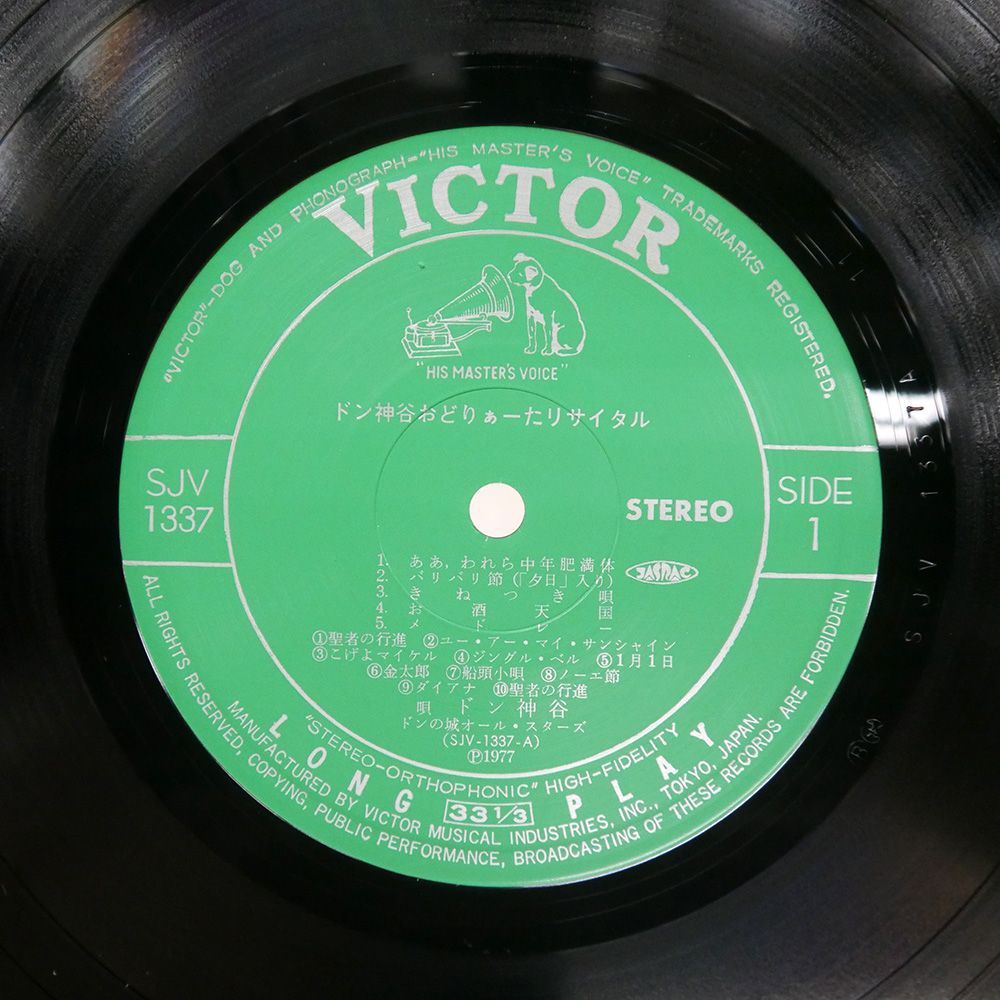 "VICTOR"-DOG AND PHONOGRAPH-"HIS MASTER'S VOICE" TRADEMARKS REGISTERED.
VICTOR
"HIS MASTER'S VOICE"
ドン神谷おどりぁーたリサイタル
SJV
1337
STEREO
SIDE
1
1. ああ,われら中年肥満体
2. バリバリ節(「夕日」入り)
3. きねつき唄
4. お酒天国
5. メドレー
JASRAC
①聖者の行進 ②ユー・アー・マイ・サンシャイン
③こげよマイケル ④ジングル・ベル ⑤1月1日
⑥金太郎 ⑦船頭小唄 ⑧ノーエ節
⑨ダイアナ ⑩聖者の行進
唄 ドン神谷
ドンの城オール・スターズ
(SJV-1337-A)
Ⓟ1977
"STEREO-ORTHOPHONIC" HIGH-FIDELITY
LONG 33 1/3 PLAY
MANUFACTURED BY VICTOR MUSICAL INDUSTRIES, INC., TOKYO, JAPAN.
ALL RIGHTS RESERVED, COPYING, PUBLIC PERFORMANCE, BROADCASTING OF THESE RECORDS ARE FORBIDDEN.
SJV 1337 A
11